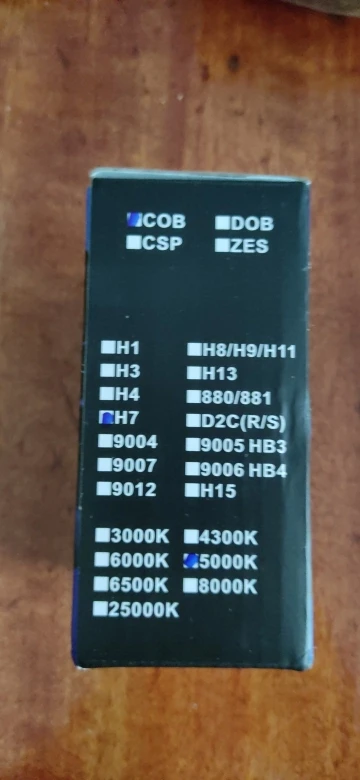 COB DOB
CSP ZES
H1 H8/H9/H11
H3 H13
H4 880/881
H7 D2C(R/S)
9004 9005 HB3
9007 9006 HB4
9012 H15
3000K 4300K
6000K 5000K
6500K 8000K
25000K